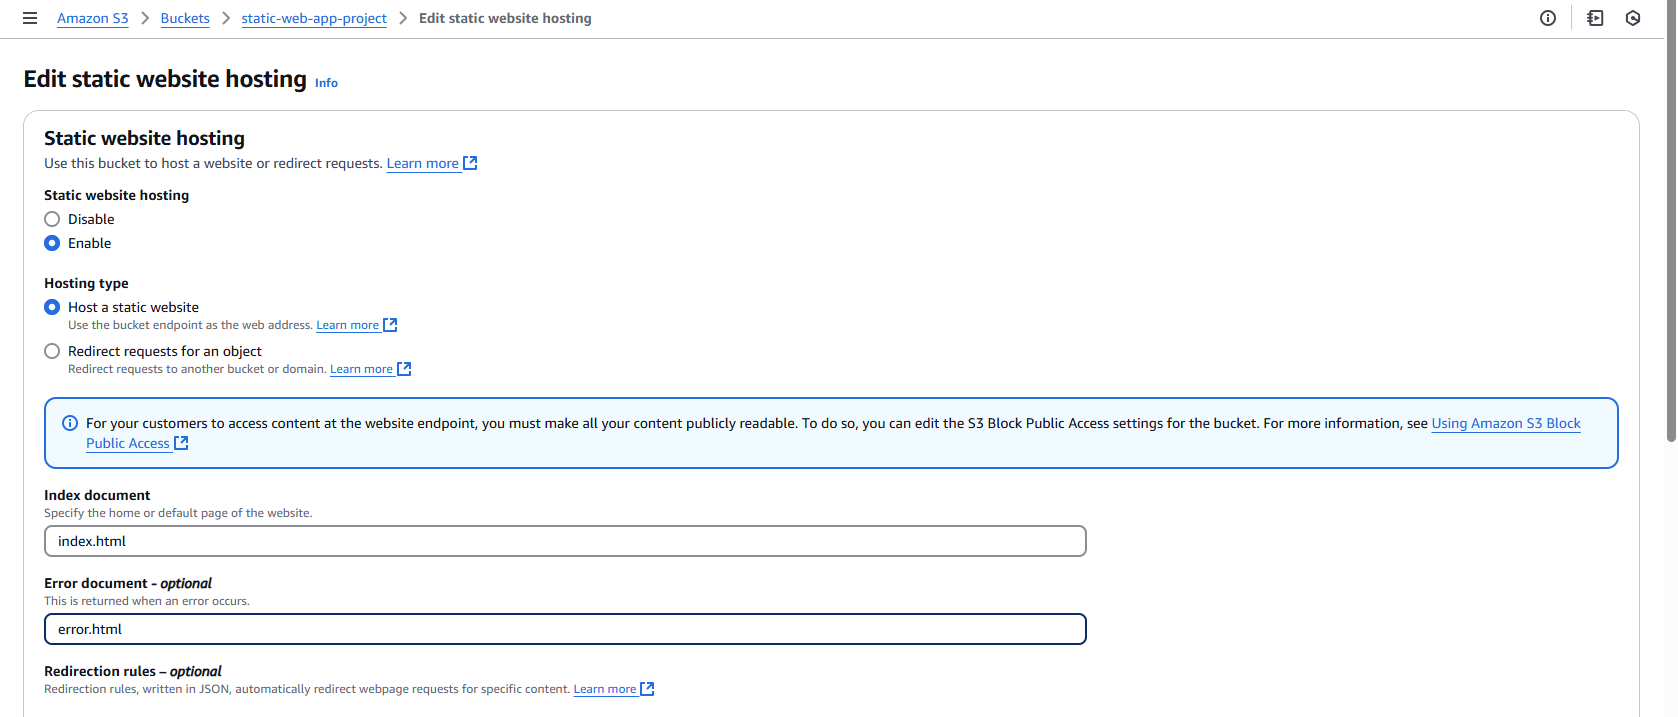 Amazon S3 > Buckets > static-web-app-project > Edit static website hosting
Edit static website hosting Info
Static website hosting
Use this bucket to host a website or redirect requests. Learn more
Static website hosting
Disable
Enable
Hosting type
Host a static website
Use the bucket endpoint as the web address. Learn more
Redirect requests for an object
Redirect requests to another bucket or domain. Learn more
For your customers to access content at the website endpoint, you must make all your content publicly readable. To do so, you can edit the S3 Block Public Access settings for the bucket. For more information, see Using Amazon S3 Block
Public Access
Index document
Specify the home or default page of the website.
index.html
Error document - optional
This is returned when an error occurs.
error.html
Redirection rules – optional
Redirection rules, written in JSON, automatically redirect webpage requests for specific content. Learn more